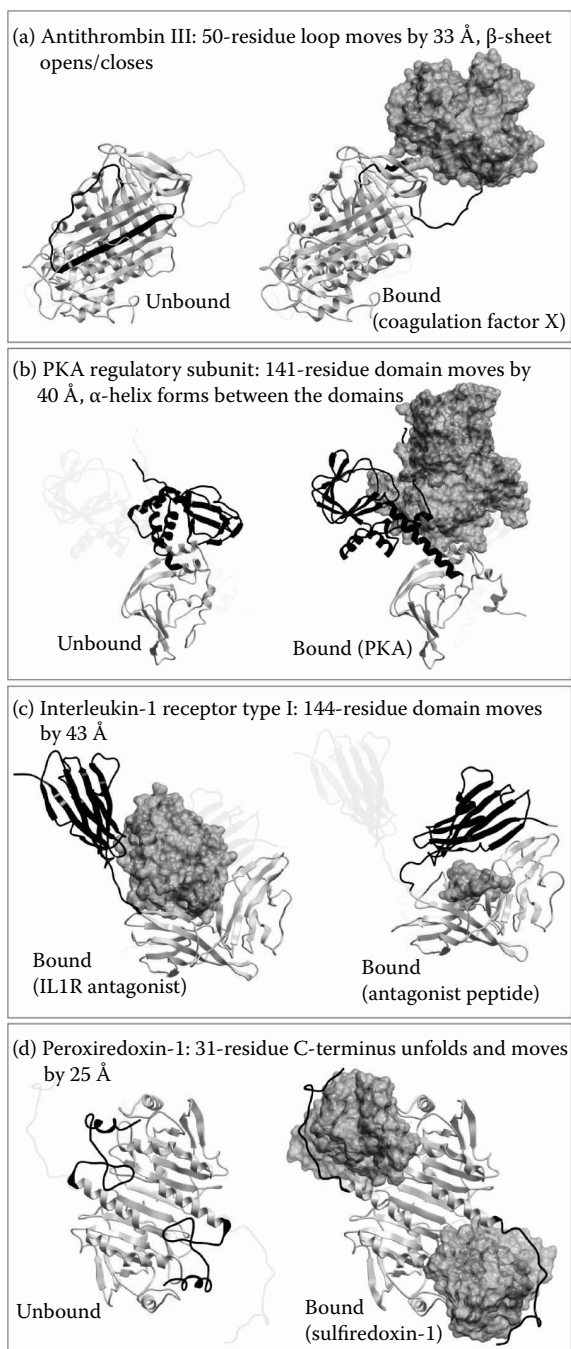 (a) Antithrombin III: 50-residue loop moves by 33 Å, β-sheet
opens/closes
Unbound
Bound
(coagulation factor X)
(b) PKA regulatory subunit: 141-residue domain moves by
40 Å, α-helix forms between the domains
Unbound
Bound (PKA)
(c) Interleukin-1 receptor type I: 144-residue domain moves
by 43 Å
Bound
(IL1R antagonist)
Bound
(antagonist peptide)
(d) Peroxiredoxin-1: 31-residue C-terminus unfolds and moves
by 25 Å
Unbound
Bound
(sulfiredoxin-1)